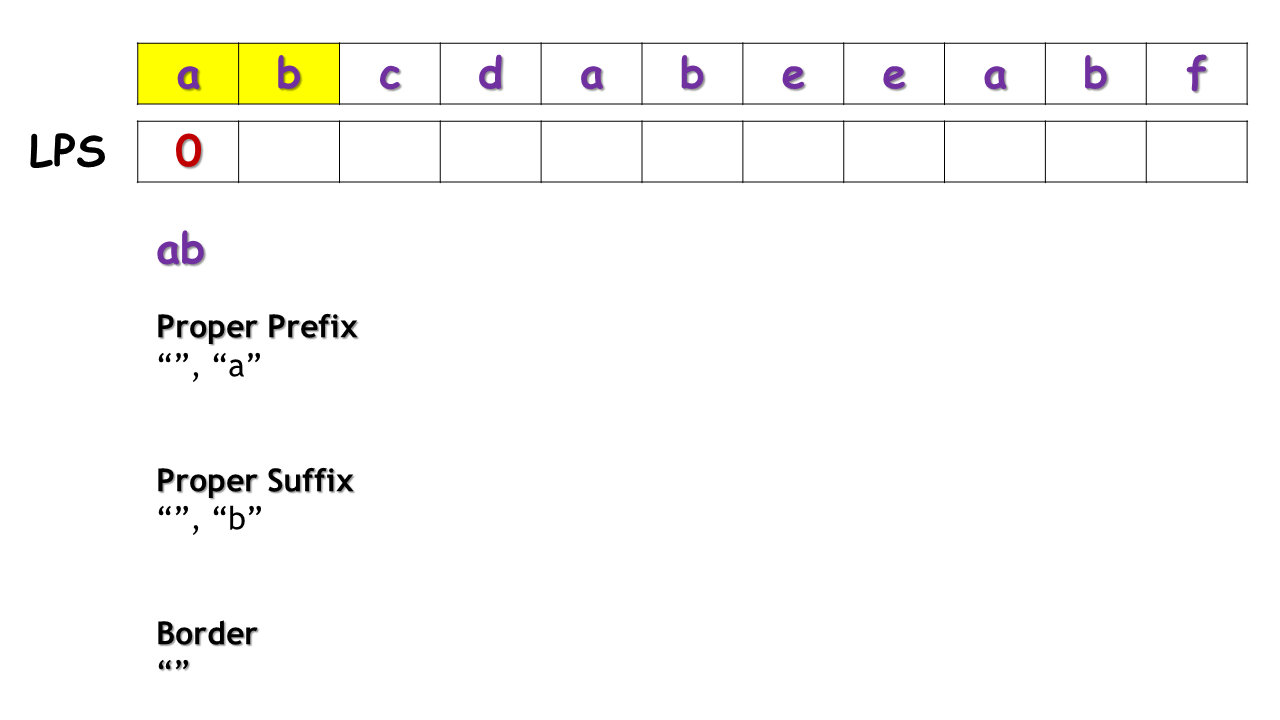 a b c d a b e e a b f
LPS 0
ab
Proper Prefix
“”, “a”
Proper Suffix
“”, “b”
Border
“”